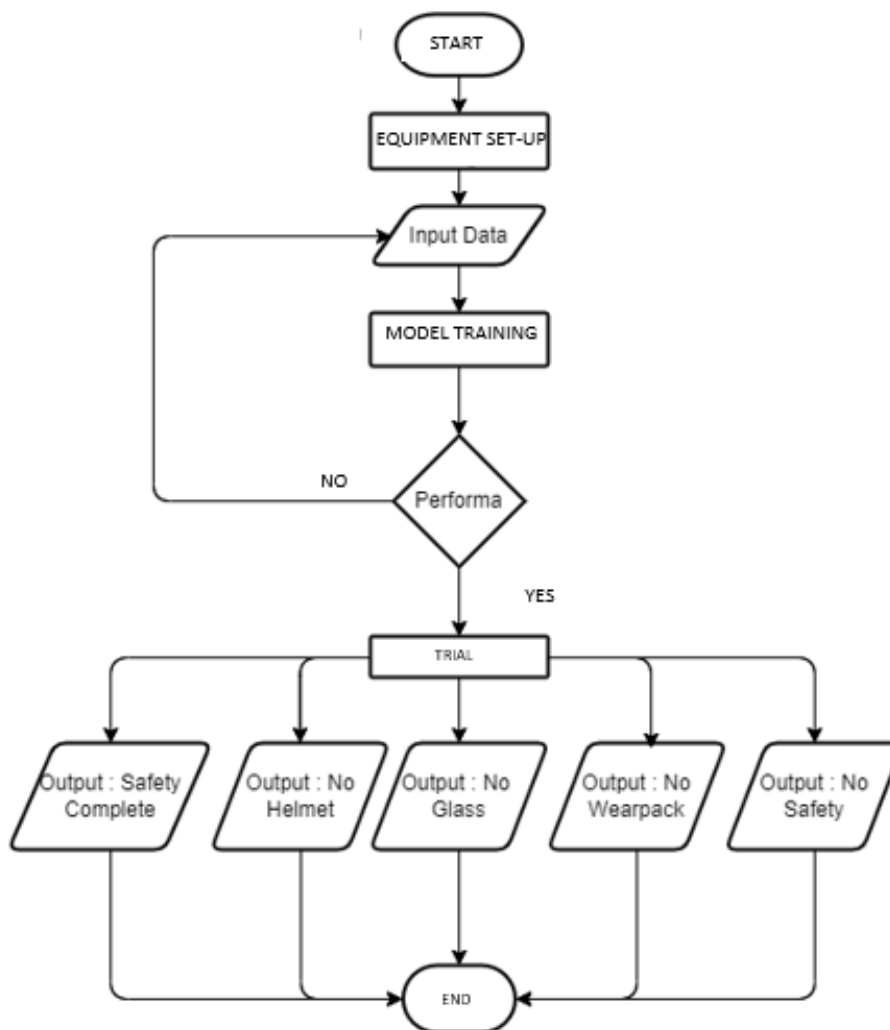 START
EQUIPMENT SET-UP
Input Data
MODEL TRAINING
NO
Performa
YES
TRIAL
Output : Safety
Complete
Output : No
Helmet
Output : No
Glass
Output : No
Wearpack
Output : No
Safety
END